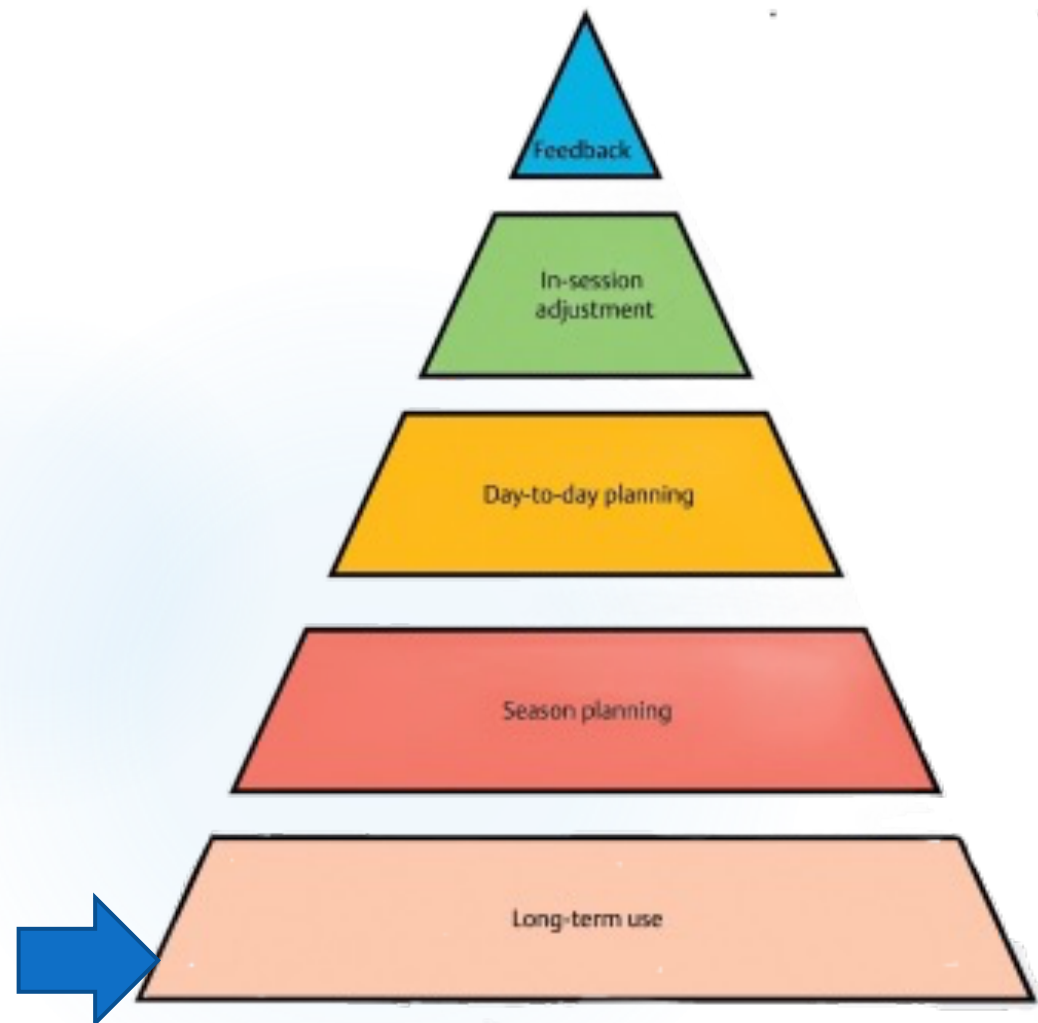 Feedback
In-session
adjustment
Day-to-day planning
Season planning
Long-term use